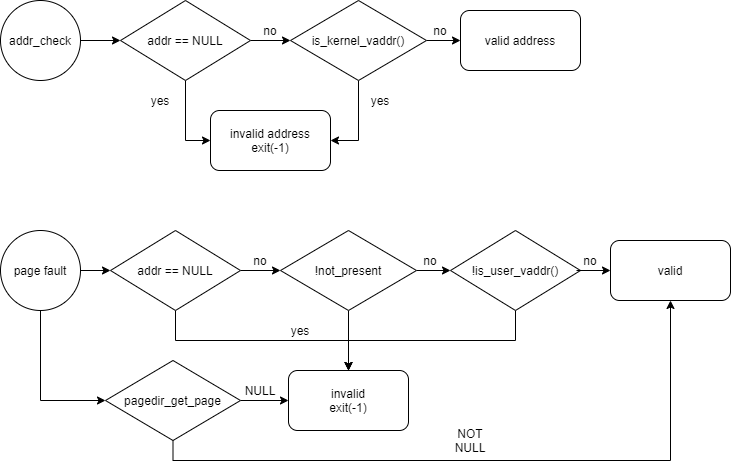 addr_check
addr == NULL
no
is_kernel_vaddr()
no
valid address
yes
yes
invalid address
exit(-1)
page fault
addr == NULL
no
!not_present
no
!is_user_vaddr()
no
valid
yes
pagedir_get_page
NULL
invalid
exit(-1)
NOT
NULL